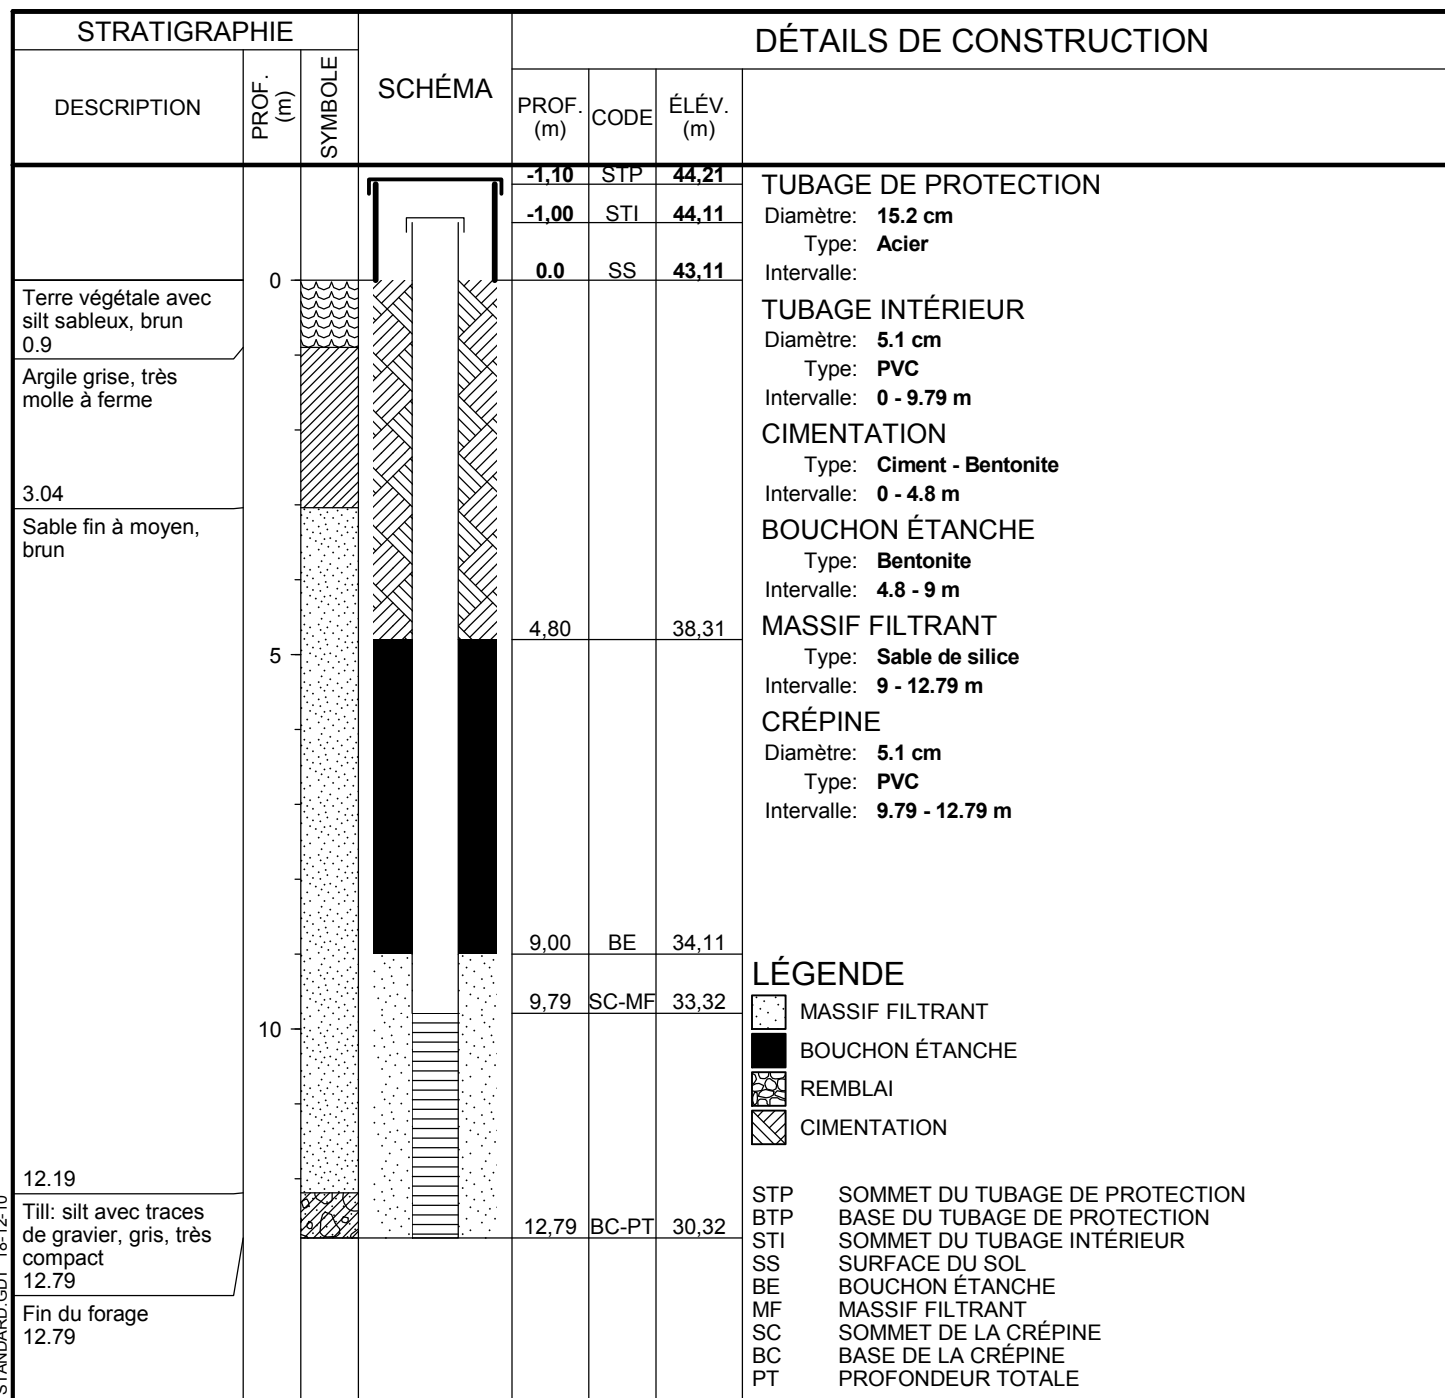 STRATIGRAPHIE
DESCRIPTION
PROF. (m)
SYMBOLE
SCHÉMA
DÉTAILS DE CONSTRUCTION
PROF. (m)
CODE
ÉLÉV. (m)
-1,10 STP 44,21
-1,00 STI 44,11
0.0 SS 43,11
4,80 38,31
9,00 BE 34,11
9,79 SC-MF 33,32
12,79 BC-PT 30,32
0
5
10
Terre végétale avec
silt sableux, brun
0.9
Argile grise, très
molle à ferme
3.04
Sable fin à moyen,
brun
12.19
Till: silt avec traces
de gravier, gris, très
compact
12.79
Fin du forage
12.79
TUBAGE DE PROTECTION
Diamètre: 15.2 cm
Type: Acier
Intervalle:
TUBAGE INTÉRIEUR
Diamètre: 5.1 cm
Type: PVC
Intervalle: 0 - 9.79 m
CIMENTATION
Type: Ciment - Bentonite
Intervalle: 0 - 4.8 m
BOUCHON ÉTANCHE
Type: Bentonite
Intervalle: 4.8 - 9 m
MASSIF FILTRANT
Type: Sable de silice
Intervalle: 9 - 12.79 m
CRÉPINE
Diamètre: 5.1 cm
Type: PVC
Intervalle: 9.79 - 12.79 m
LÉGENDE
MASSIF FILTRANT
BOUCHON ÉTANCHE
REMBLAI
CIMENTATION
STP SOMMET DU TUBAGE DE PROTECTION
BTP BASE DU TUBAGE DE PROTECTION
STI SOMMET DU TUBAGE INTÉRIEUR
SS SURFACE DU SOL
BE BOUCHON ÉTANCHE
MF MASSIF FILTRANT
SC SOMMET DE LA CRÉPINE
BC BASE DE LA CRÉPINE
PT PROFONDEUR TOTALE
STANDARD.GDT 18-12-10